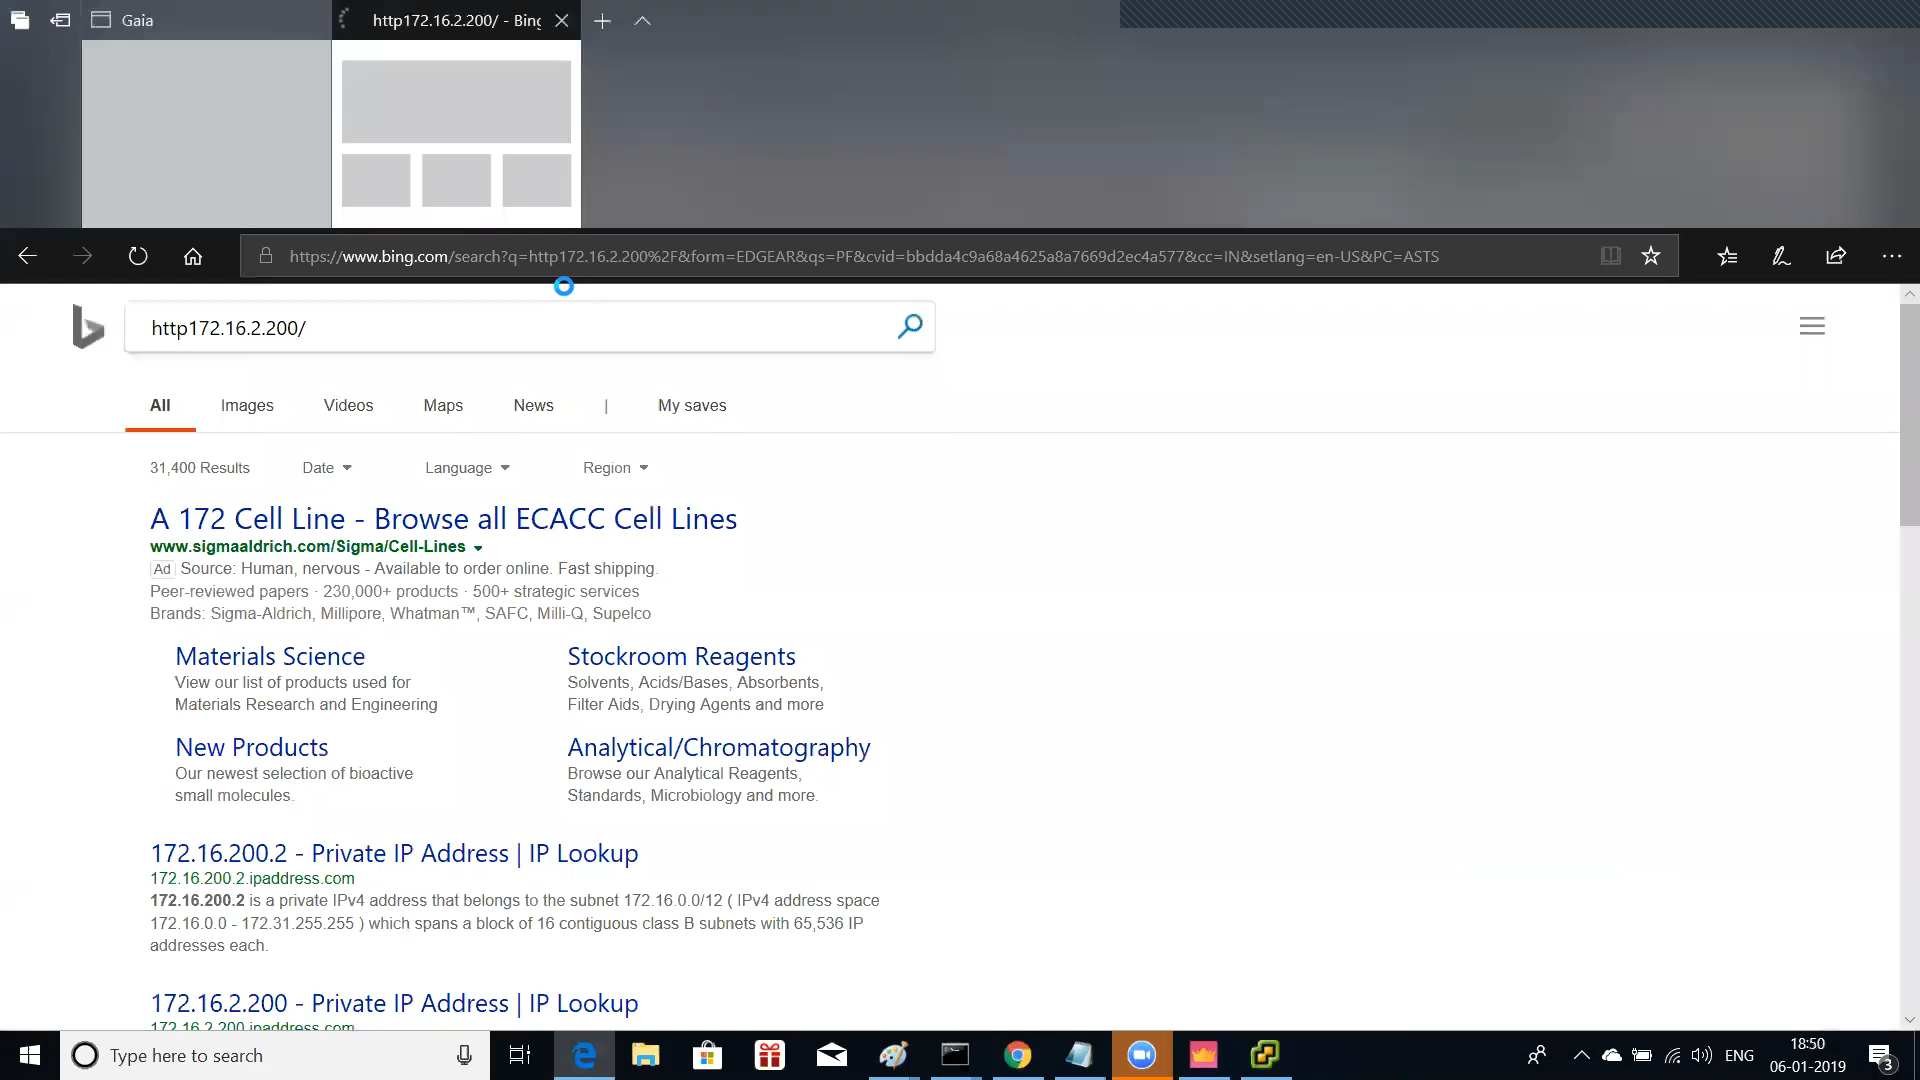 Gaia
http172.16.2.200/ - Bing
https://www.bing.com/search?q=http172.16.2.200%2F&form=EDGEAR&qs=PF&cvid=bbdda4c9a68a4625a8a7669d2ec4a577&cc=IN&setlang=en-US&PC=ASTS
http172.16.2.200/
All Images Videos Maps News | My saves
31,400 Results Date Language Region
A 172 Cell Line - Browse all ECACC Cell Lines
www.sigmaaldrich.com/Sigma/Cell-Lines
Ad Source: Human, nervous - Available to order online. Fast shipping.
Peer-reviewed papers · 230,000+ products · 500+ strategic services
Brands: Sigma-Aldrich, Millipore, Whatman™, SAFC, Milli-Q, Supelco
Materials Science
View our list of products used for
Materials Research and Engineering
Stockroom Reagents
Solvents, Acids/Bases, Absorbents,
Filter Aids, Drying Agents and more
New Products
Our newest selection of bioactive
small molecules.
Analytical/Chromatography
Browse our Analytical Reagents,
Standards, Microbiology and more.
172.16.200.2 - Private IP Address | IP Lookup
172.16.200.2.ipaddress.com
172.16.200.2 is a private IPv4 address that belongs to the subnet 172.16.0.0/12 ( IPv4 address space
172.16.0.0 - 172.31.255.255 ) which spans a block of 16 contiguous class B subnets with 65,536 IP
addresses each.
172.16.2.200 - Private IP Address | IP Lookup
172.16.2.200.ipaddress.com
Type here to search
ENG
18:50
06-01-2019
3